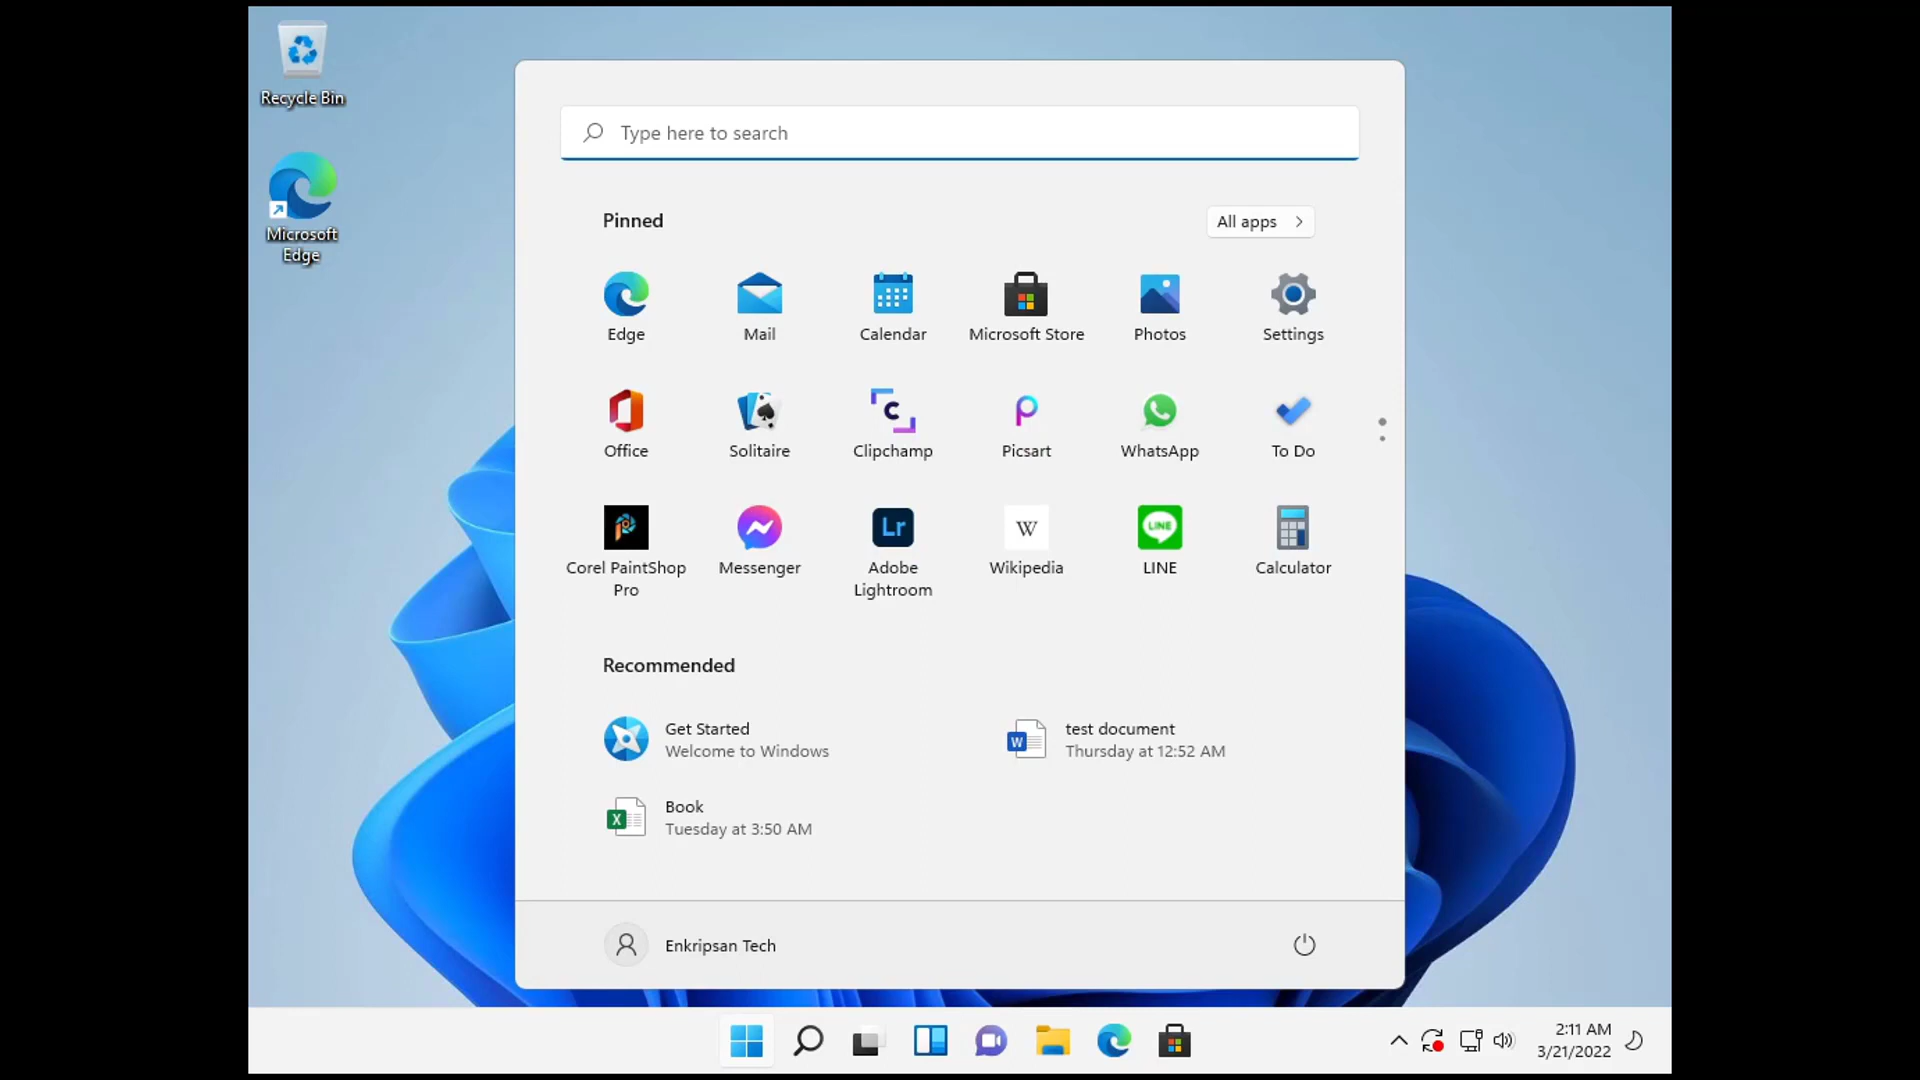 Recycle Bin
Microsoft
Edge
Type here to search
Pinned
All apps
Edge
Mail
Calendar
Microsoft Store
Photos
Settings
Office
Solitaire
C
Clipchamp
Picsart
WhatsApp
To Do
Corel PaintShop
Pro
Messenger
Lr
Adobe
Lightroom
W
Wikipedia
LINE
LINE
Calculator
Recommended
Get Started
Welcome to Windows
W
test document
Thursday at 12:52 AM
X
Book
Tuesday at 3:50 AM
Enkripsan Tech
2:11 AM
3/21/2022